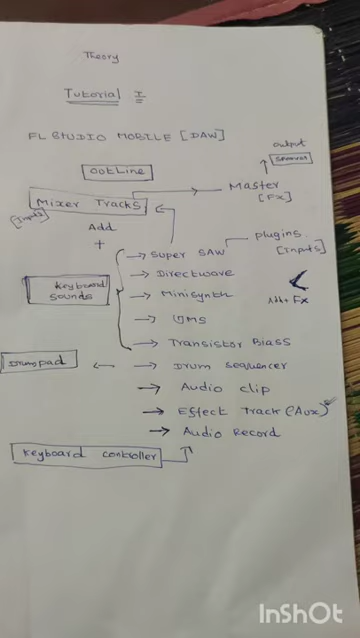 Theory
Tutorial I
FL STUDIO MOBILE [DAW]
output
OUtLine
Master
[Fx]
Mixer Tracks
[Inputs]
Add
+
plugins
[Inputs]
→ Super SAW
→ Directwave
→ Minisynth
Add+ Fx
keyboard
sounds
→ GMS
→ Transistor Biass
Drumpad
← Drum sequencer
→ Audio clip
→ Effect Track (Aux)
→ Audio Record
keyboard controller
InShOt